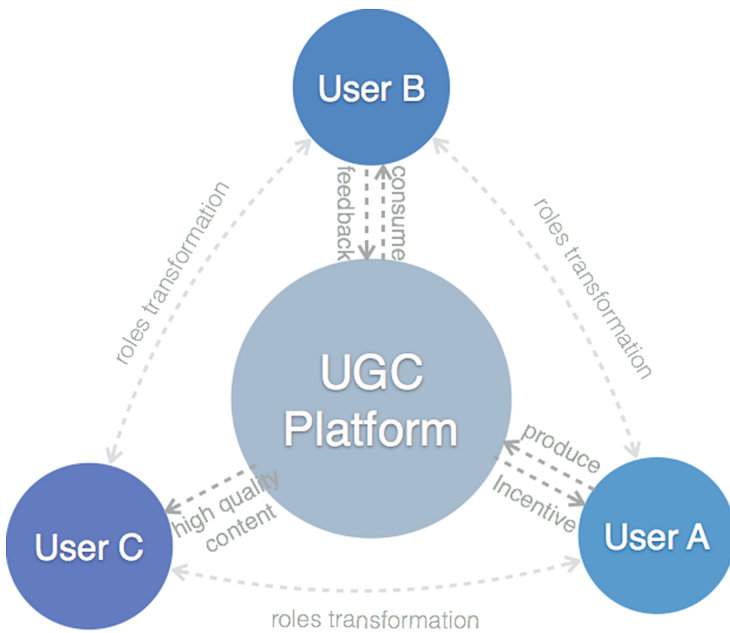 User B
roles transformation
feedback
consume
roles transformation
UGC
Platform
produce
Incentive
high quality
content
User C
User A
roles transformation